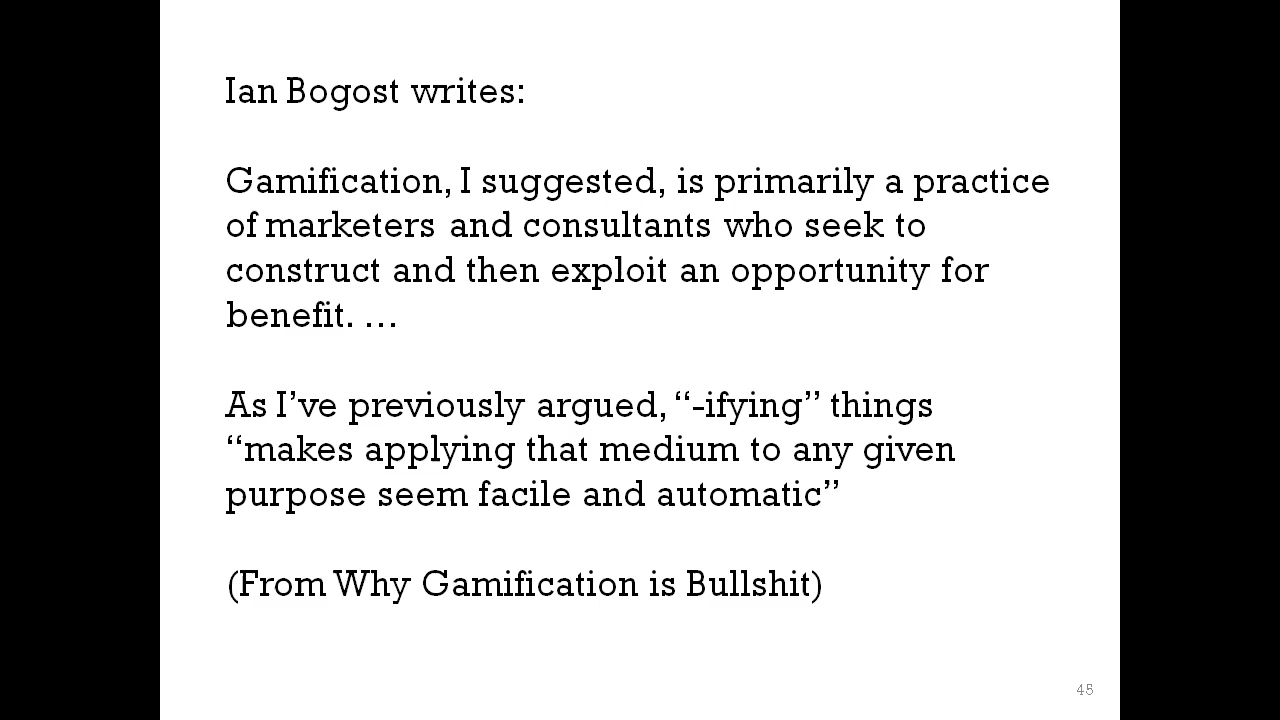 Ian Bogost writes:
Gamification, I suggested, is primarily a practice
of marketers and consultants who seek to
construct and then exploit an opportunity for
benefit. …
As I’ve previously argued, “-ifying” things
“makes applying that medium to any given
purpose seem facile and automatic”
(From Why Gamification is Bullshit)
48